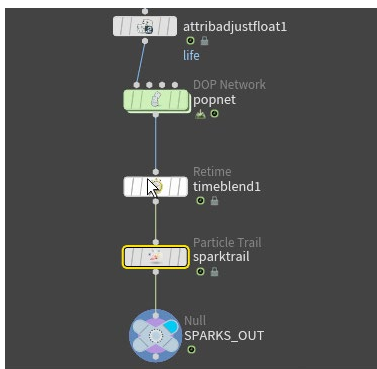 attribadjustfloat1
life
DOP Network
popnet
Retime
timeblend1
Particle Trail
sparktrail
Null
SPARKS_OUT